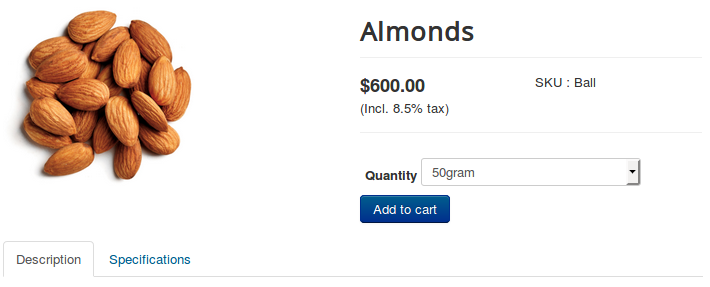 Almonds
$600.00
SKU : Ball
(Incl. 8.5% tax)
Quantity 50gram
Add to cart
Description Specifications